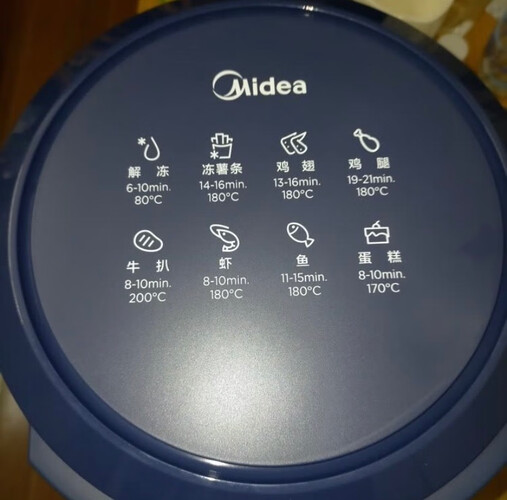 Midea
解 冻 冻薯条 鸡 翅 鸡 腿
6-10min. 14-16min. 13-16min. 19-21min.
80°C 180°C 180°C 180°C
牛 扒 虾 鱼 蛋 糕
8-10min. 8-10min. 11-15min. 8-10min.
200°C 180°C 180°C 170°C